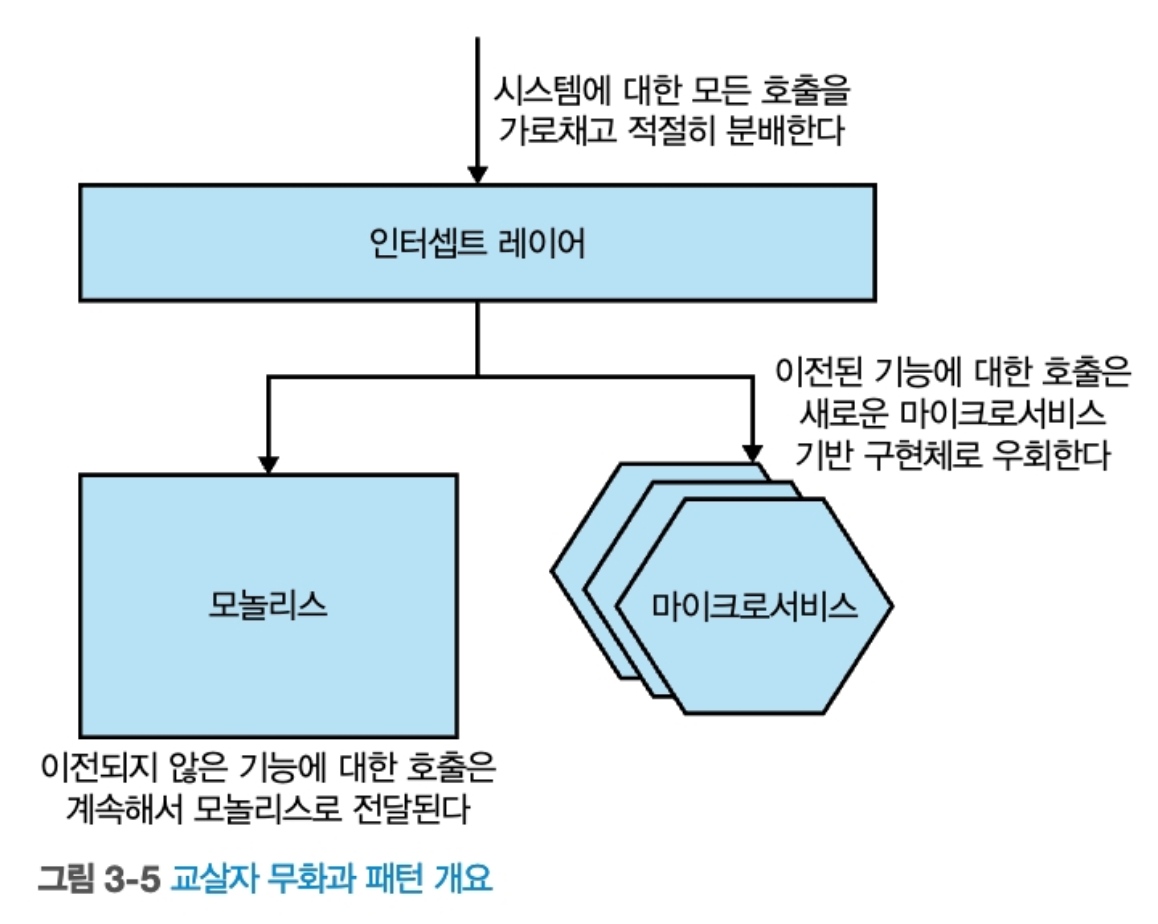 시스템에 대한 모든 호출을
가로채고 적절히 분배한다
인터셉트 레이어
이전된 기능에 대한 호출은
새로운 마이크로서비스
기반 구현체로 우회한다
모놀리스
마이크로서비스
이전되지 않은 기능에 대한 호출은
계속해서 모놀리스로 전달된다
그림 3-5 교살자 무화과 패턴 개요